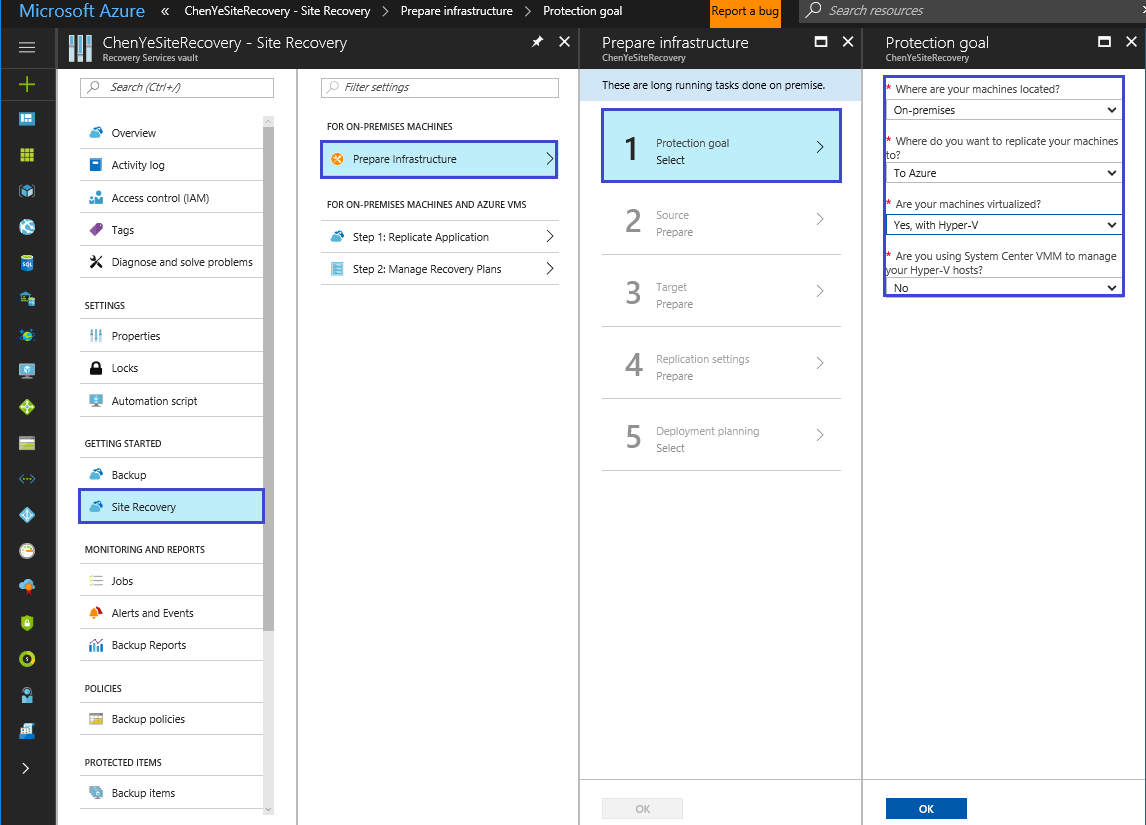 Microsoft Azure « ChenYeSiteRecovery - Site Recovery > Prepare infrastructure > Protection goal
Report a bug
Search resources
ChenYeSiteRecovery - Site Recovery
Recovery Services vault
Search (Ctrl+/)
Overview
Activity log
Access control (IAM)
Tags
Diagnose and solve problems
SETTINGS
Properties
Locks
Automation script
GETTING STARTED
Backup
Site Recovery
MONITORING AND REPORTS
Jobs
Alerts and Events
Backup Reports
POLICIES
Backup policies
PROTECTED ITEMS
Backup items
Filter settings
FOR ON-PREMISES MACHINES
Prepare Infrastructure
FOR ON-PREMISES MACHINES AND AZURE VMS
Step 1: Replicate Application
Step 2: Manage Recovery Plans
Prepare infrastructure
ChenYeSiteRecovery
These are long running tasks done on premise.
1 Protection goal
Select
2 Source
Prepare
3 Target
Prepare
4 Replication settings
Prepare
5 Deployment planning
Select
OK
Protection goal
ChenYeSiteRecovery
* Where are your machines located?
On-premises
* Where do you want to replicate your machines
to?
To Azure
* Are your machines virtualized?
Yes, with Hyper-V
* Are you using System Center VMM to manage
your Hyper-V hosts?
No
OK